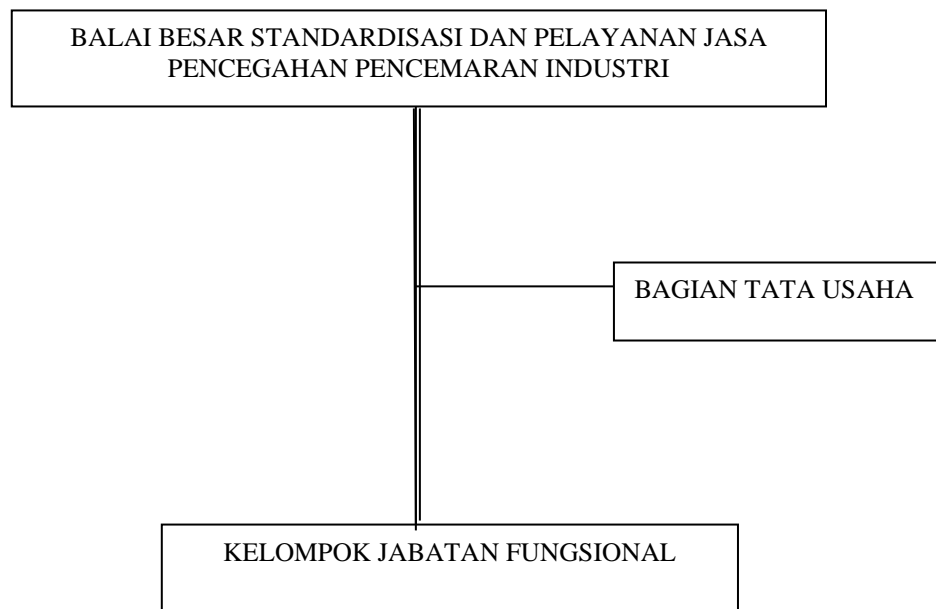 BALAI BESAR STANDARDISASI DAN PELAYANAN JASA
PENCEGAHAN PENCEMARAN INDUSTRI
BAGIAN TATA USAHA
KELOMPOK JABATAN FUNGSIONAL